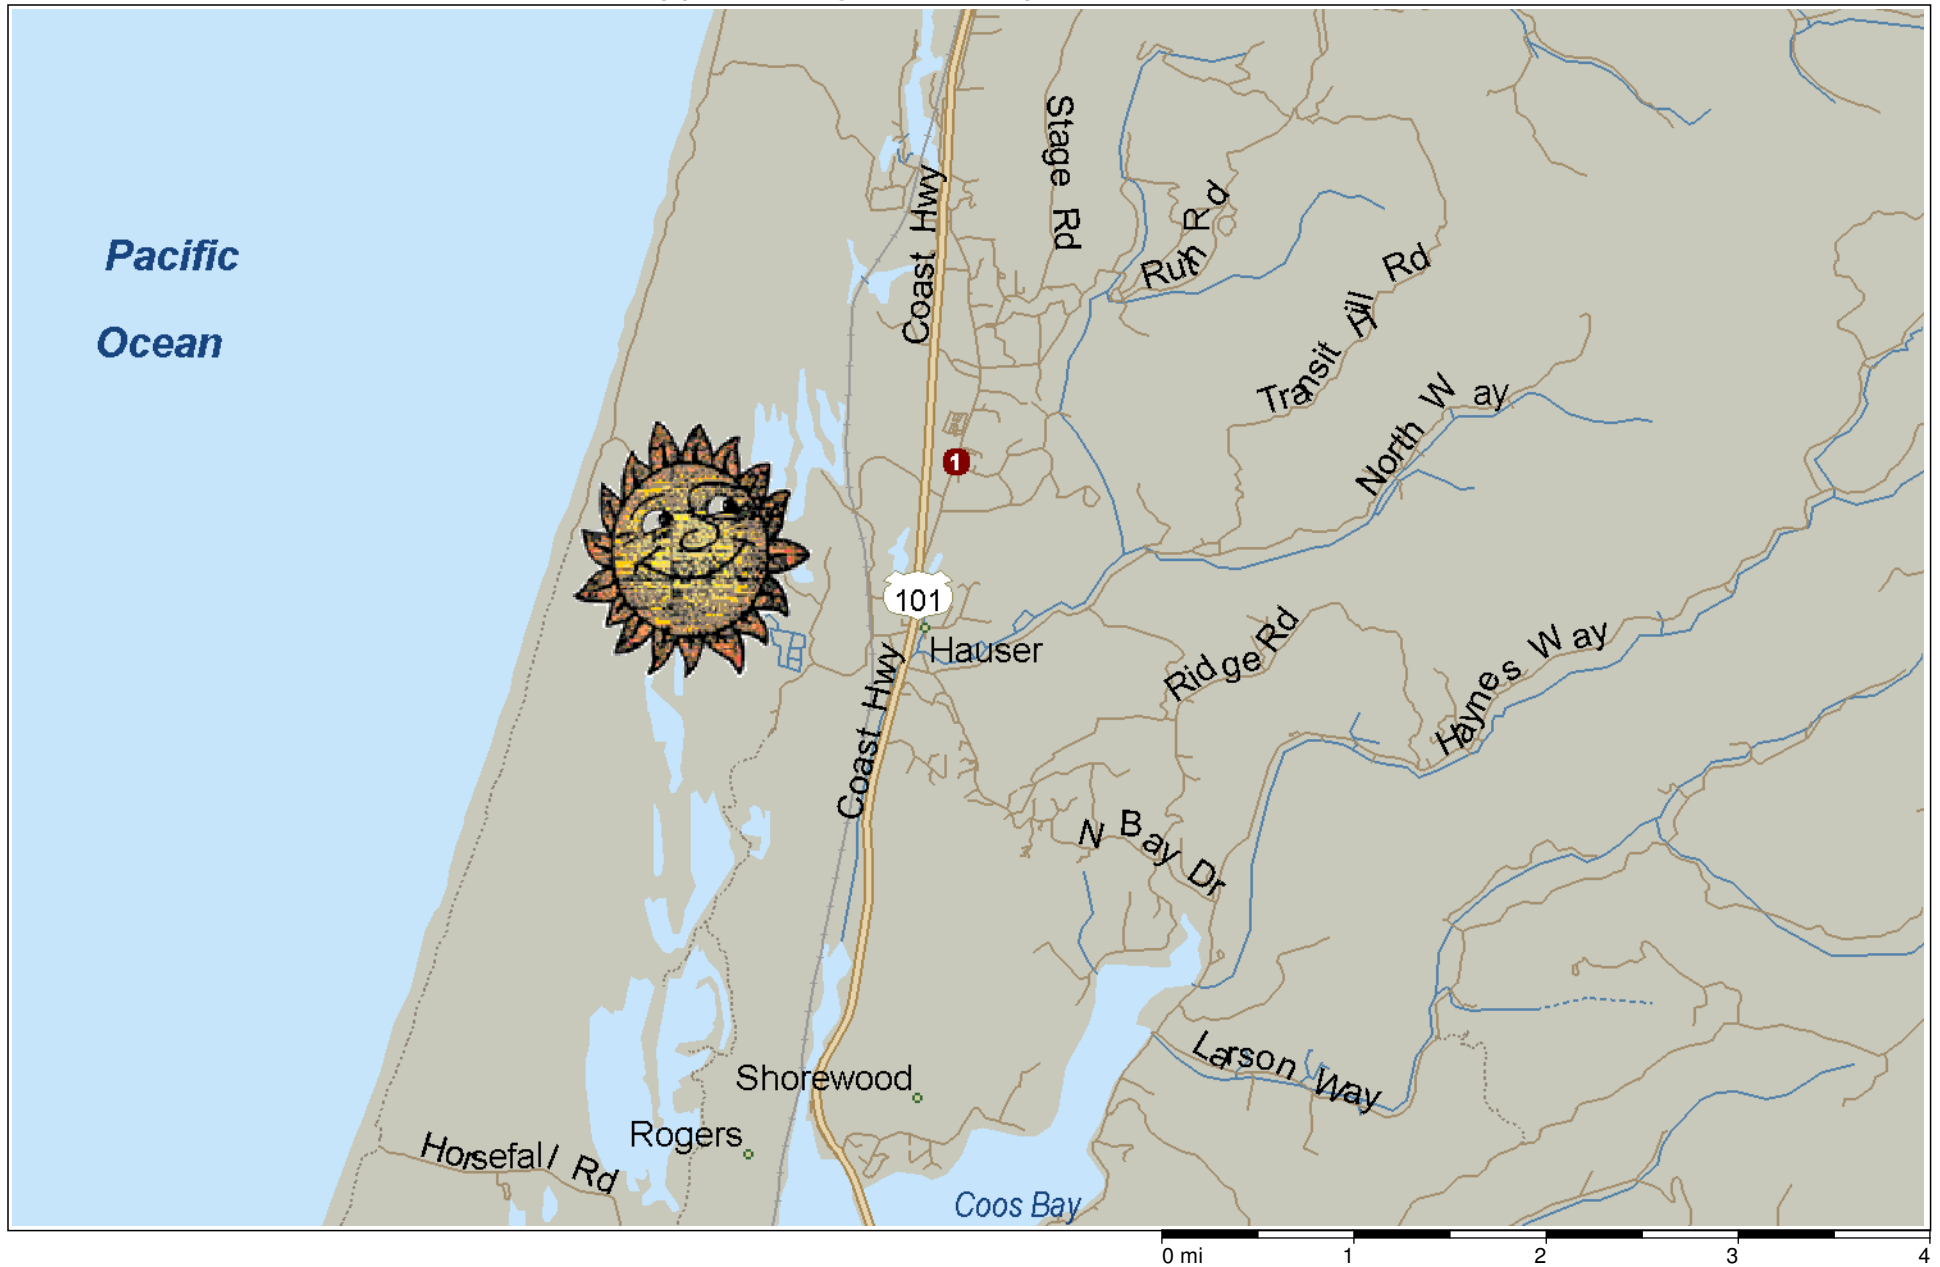 Stage Rd
Coast Hwy
Ruth Rd
Pacific
Ocean
Transit Hill Rd
North Way
1
101
Hauser
Ridge Rd
Haynes Way
Coast Hwy
N Bay Dr
Larson Way
Shorewood
Rogers
Horsefall Rd
Coos Bay
0 mi 1 2 3 4